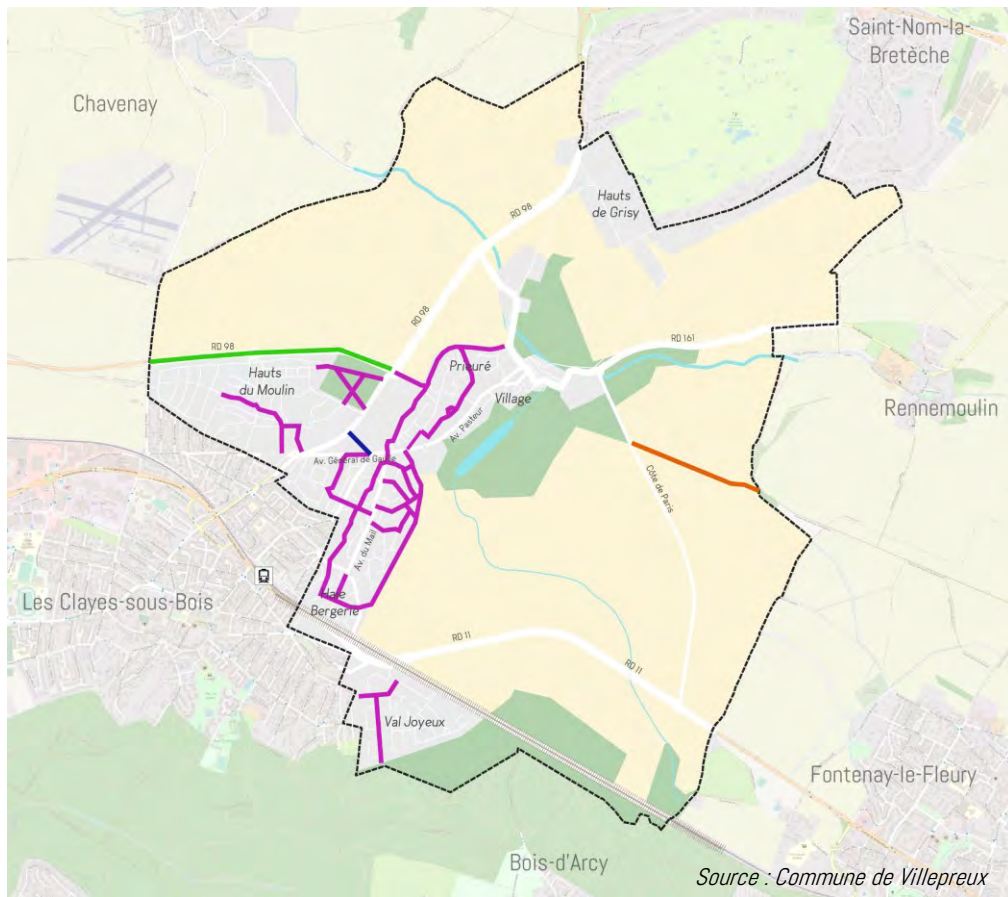 Saint-Nom-la-
Bretèche
Chavenay
Hauts
de Grisy
RD 98
RD 98
RD 161
RD 98
Prieuré
Hauts
du Moulin
Village
Rennemoulin
Av. Pasteur
Av. Général de Gaulle
Côte de Paris
Av. du Mail
Haie
Bergerie
Les Clayes-sous-Bois
RD 11
RD 11
Val Joyeux
Fontenay-le-Fleury
Bois-d'Arcy
Source : Commune de Villepreux